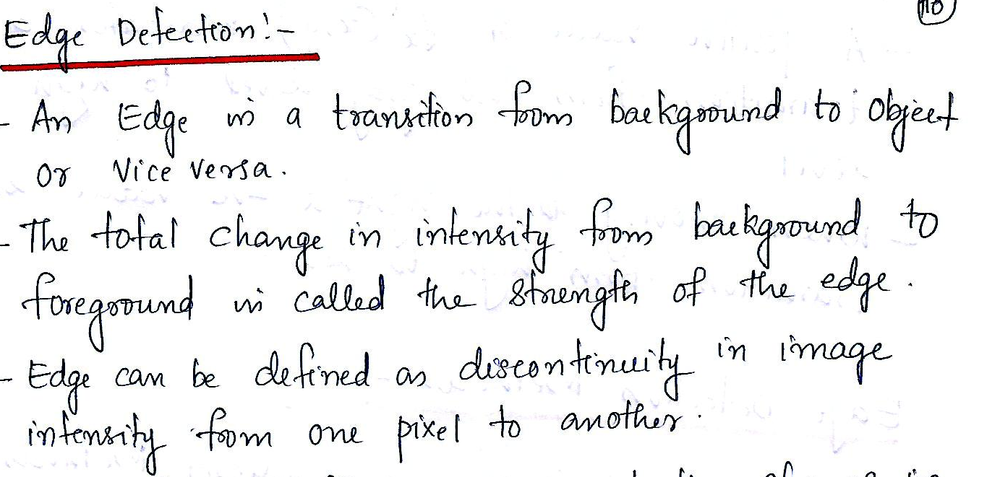 Edge Detection:-
- An Edge is a transition from background to object
or Vice versa.
- The total change in intensity from background to
foreground is called the strength of the edge.
- Edge can be defined as discontinuity in image
intensity from one pixel to another.